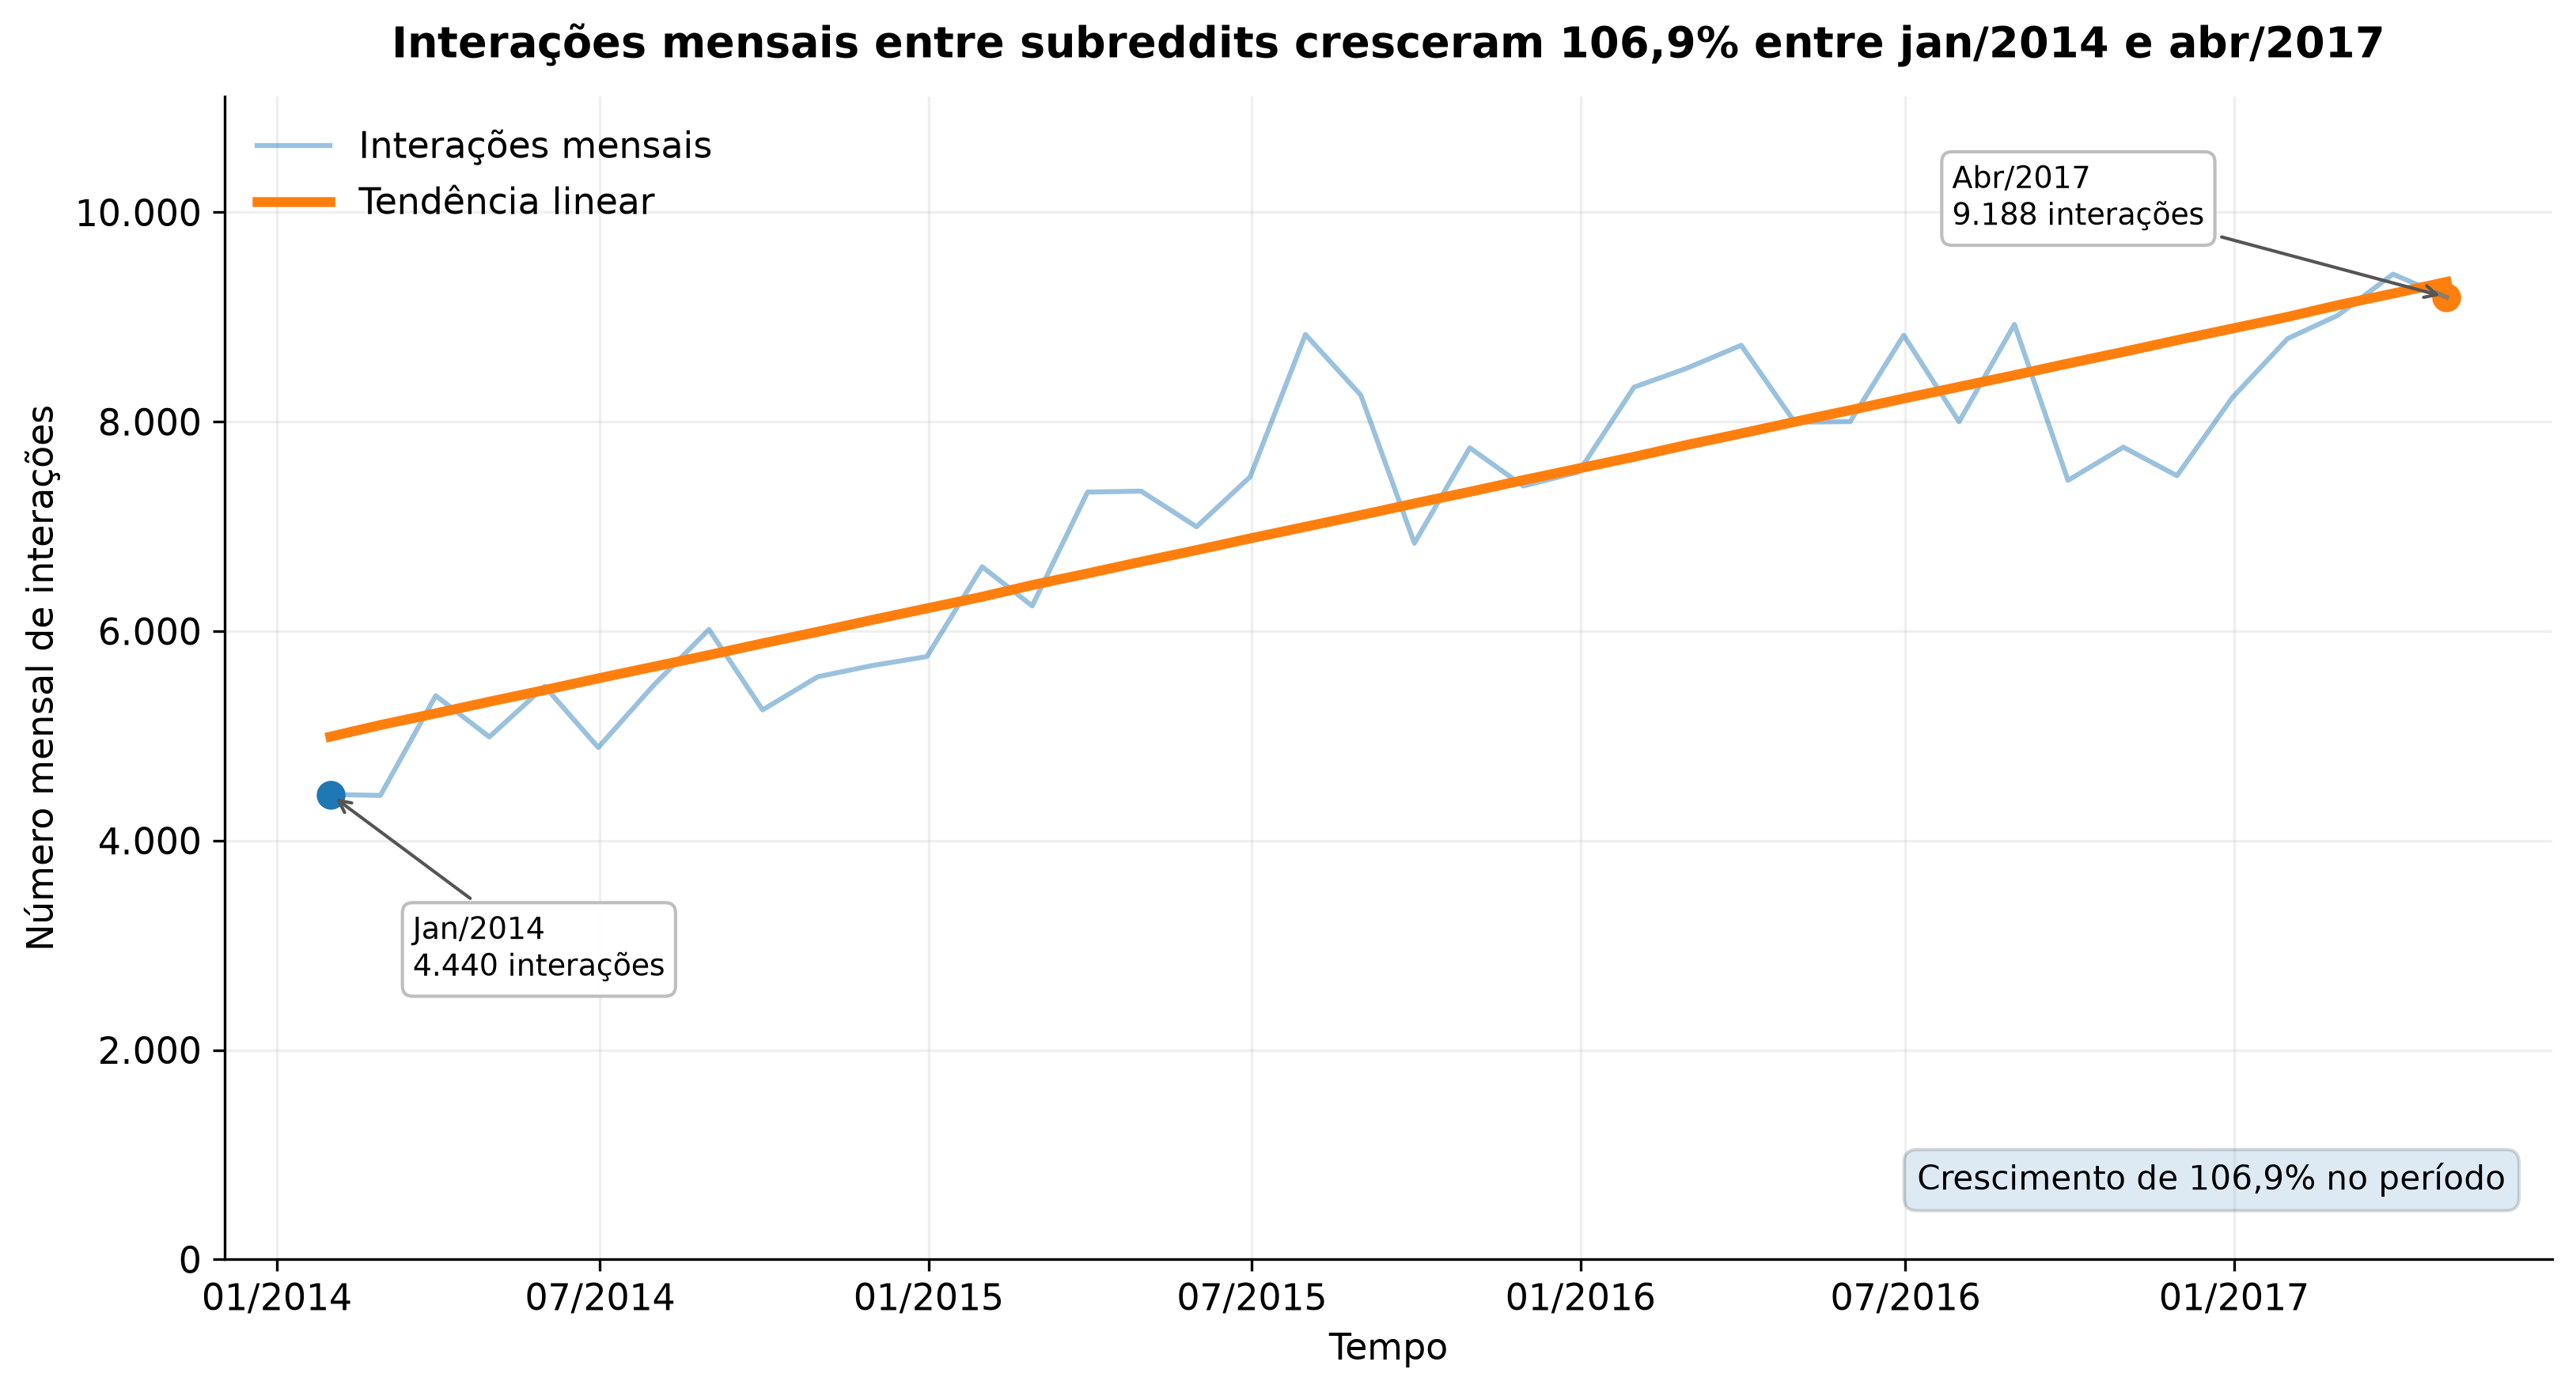 Interações mensais entre subreddits cresceram 106,9% entre jan/2014 e abr/2017
Interações mensais
Tendência linear
Abr/2017
9.188 interações
Jan/2014
4.440 interações
Crescimento de 106,9% no período
Número mensal de interações
10.000
8.000
6.000
4.000
2.000
0
01/2014
07/2014
01/2015
07/2015
01/2016
07/2016
01/2017
Tempo